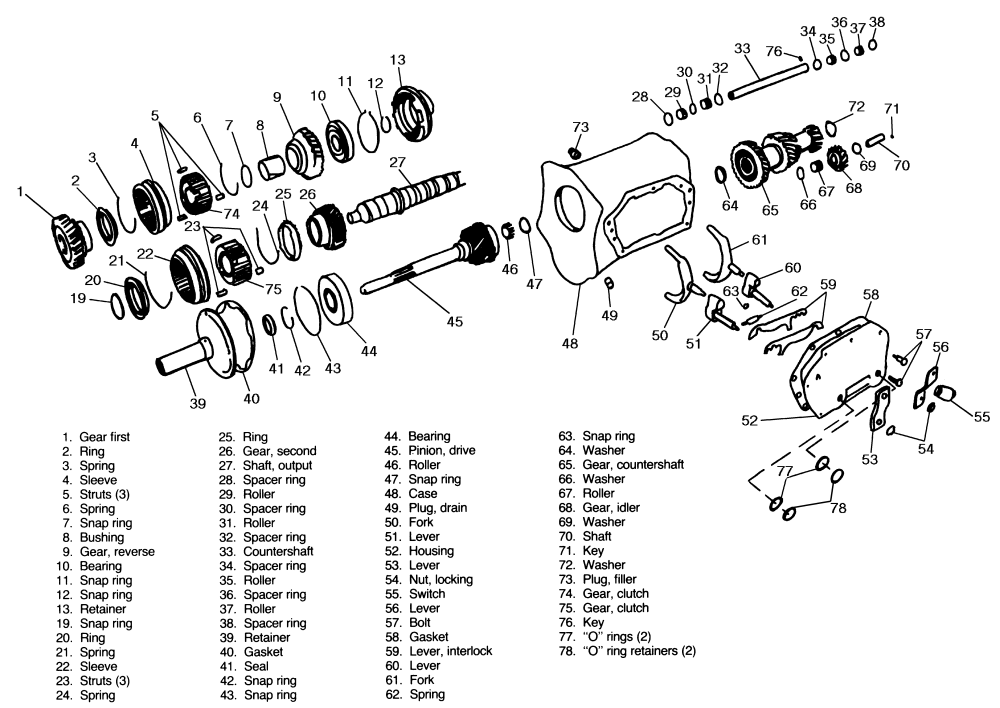 38
36
37
34
35
76
33
13
11
10
12
9
8
7
6
5
4
3
2
1
32
31
30
29
28
72
71
73
70
69
68
67
66
65
64
74
27
25
26
24
23
22
21
20
19
75
46
47
61
60
63
62
59
58
57
56
55
50
51
49
48
45
44
43
42
41
40
39
52
53
54
77
78
1. Gear first
2. Ring
3. Spring
4. Sleeve
5. Struts (3)
6. Spring
7. Snap ring
8. Bushing
9. Gear, reverse
10. Bearing
11. Snap ring
12. Snap ring
13. Retainer
19. Snap ring
20. Ring
21. Spring
22. Sleeve
23. Struts (3)
24. Spring
25. Ring
26. Gear, second
27. Shaft, output
28. Spacer ring
29. Roller
30. Spacer ring
31. Roller
32. Spacer ring
33. Countershaft
34. Spacer ring
35. Roller
36. Spacer ring
37. Roller
38. Spacer ring
39. Retainer
40. Gasket
41. Seal
42. Snap ring
43. Snap ring
44. Bearing
45. Pinion, drive
46. Roller
47. Snap ring
48. Case
49. Plug, drain
50. Fork
51. Lever
52. Housing
53. Lever
54. Nut, locking
55. Switch
56. Lever
57. Bolt
58. Gasket
59. Lever, interlock
60. Lever
61. Fork
62. Spring
63. Snap ring
64. Washer
65. Gear, countershaft
66. Washer
67. Roller
68. Gear, idler
69. Washer
70. Shaft
71. Key
72. Washer
73. Plug, filler
74. Gear, clutch
75. Gear, clutch
76. Key
77. "O" rings (2)
78. "O" ring retainers (2)